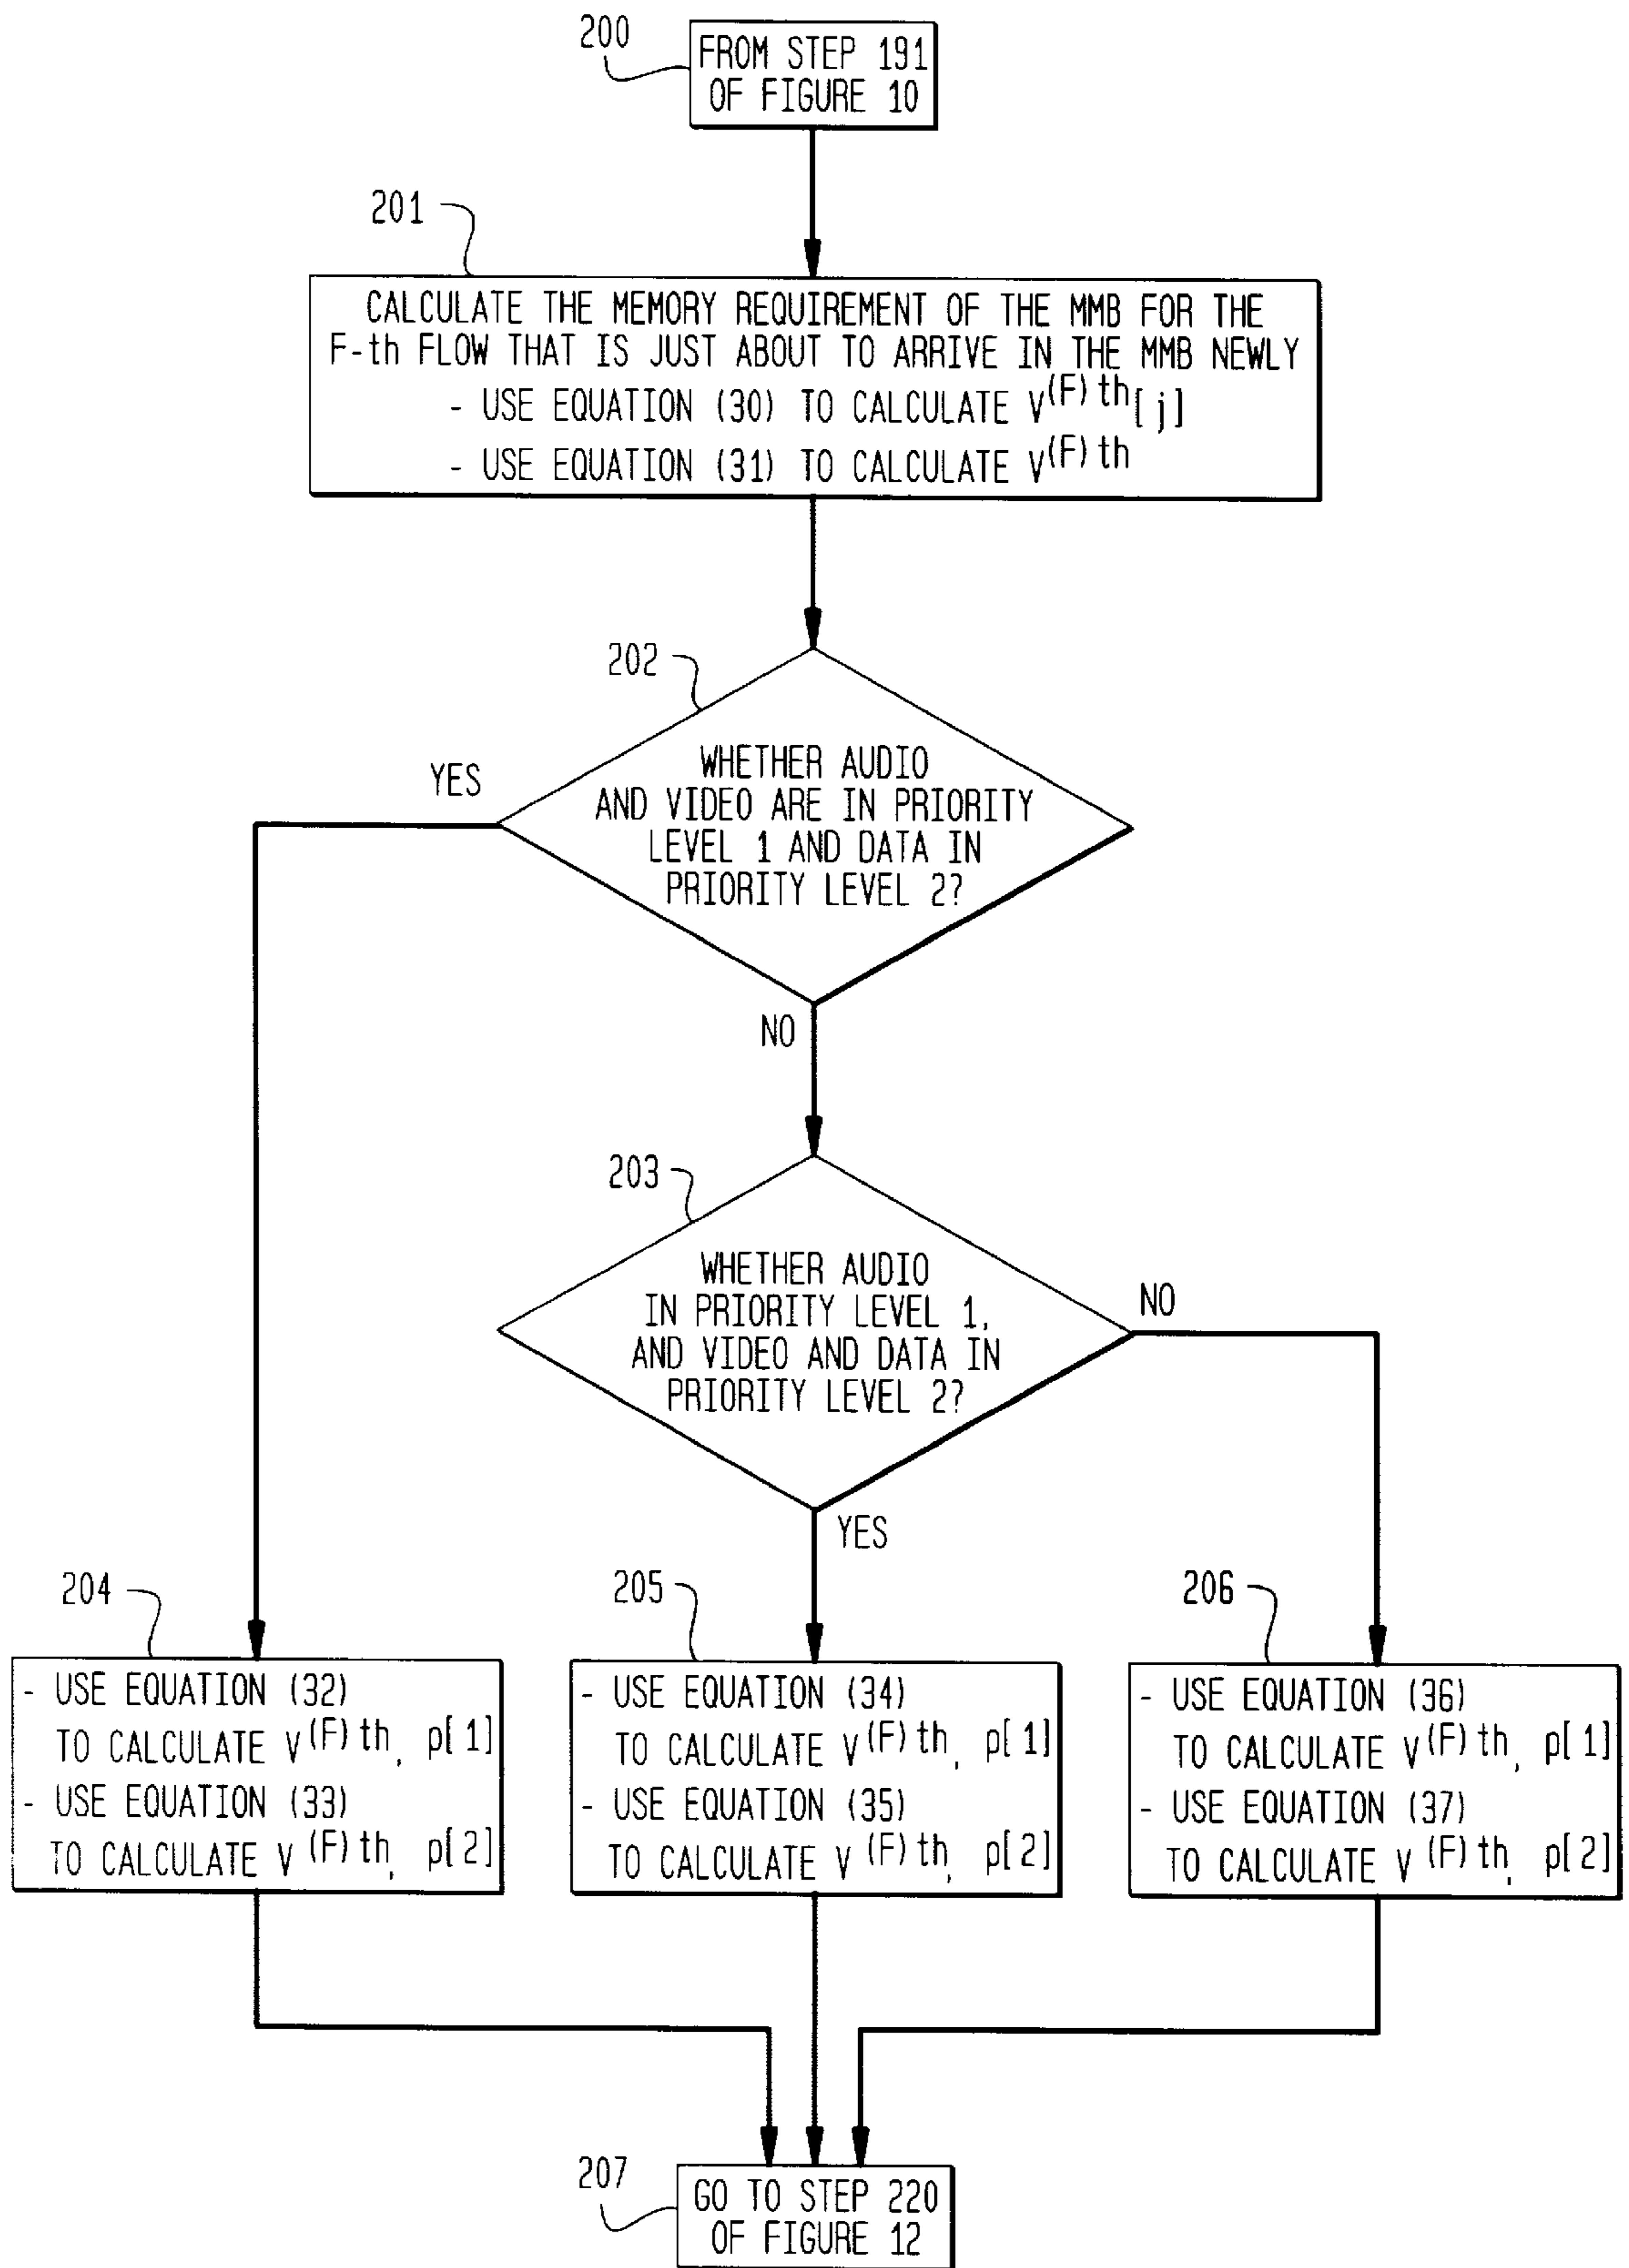 200
FROM STEP 191
OF FIGURE 10
201
CALCULATE THE MEMORY REQUIREMENT OF THE MMB FOR THE
F-th FLOW THAT IS JUST ABOUT TO ARRIVE IN THE MMB NEWLY
- USE EQUATION (30) TO CALCULATE V(F)th[j]
- USE EQUATION (31) TO CALCULATE V(F)th
202
WHETHER AUDIO
AND VIDEO ARE IN PRIORITY
LEVEL 1 AND DATA IN
PRIORITY LEVEL 2?
YES
NO
203
WHETHER AUDIO
IN PRIORITY LEVEL 1,
AND VIDEO AND DATA IN
PRIORITY LEVEL 2?
NO
YES
204
- USE EQUATION (32)
TO CALCULATE V(F)th, p[1]
- USE EQUATION (33)
TO CALCULATE V(F)th, p[2]
205
- USE EQUATION (34)
TO CALCULATE V(F)th, p[1]
- USE EQUATION (35)
TO CALCULATE V(F)th, p[2]
206
- USE EQUATION (36)
TO CALCULATE V(F)th, p[1]
- USE EQUATION (37)
TO CALCULATE V(F)th, p[2]
207
GO TO STEP 220
OF FIGURE 12